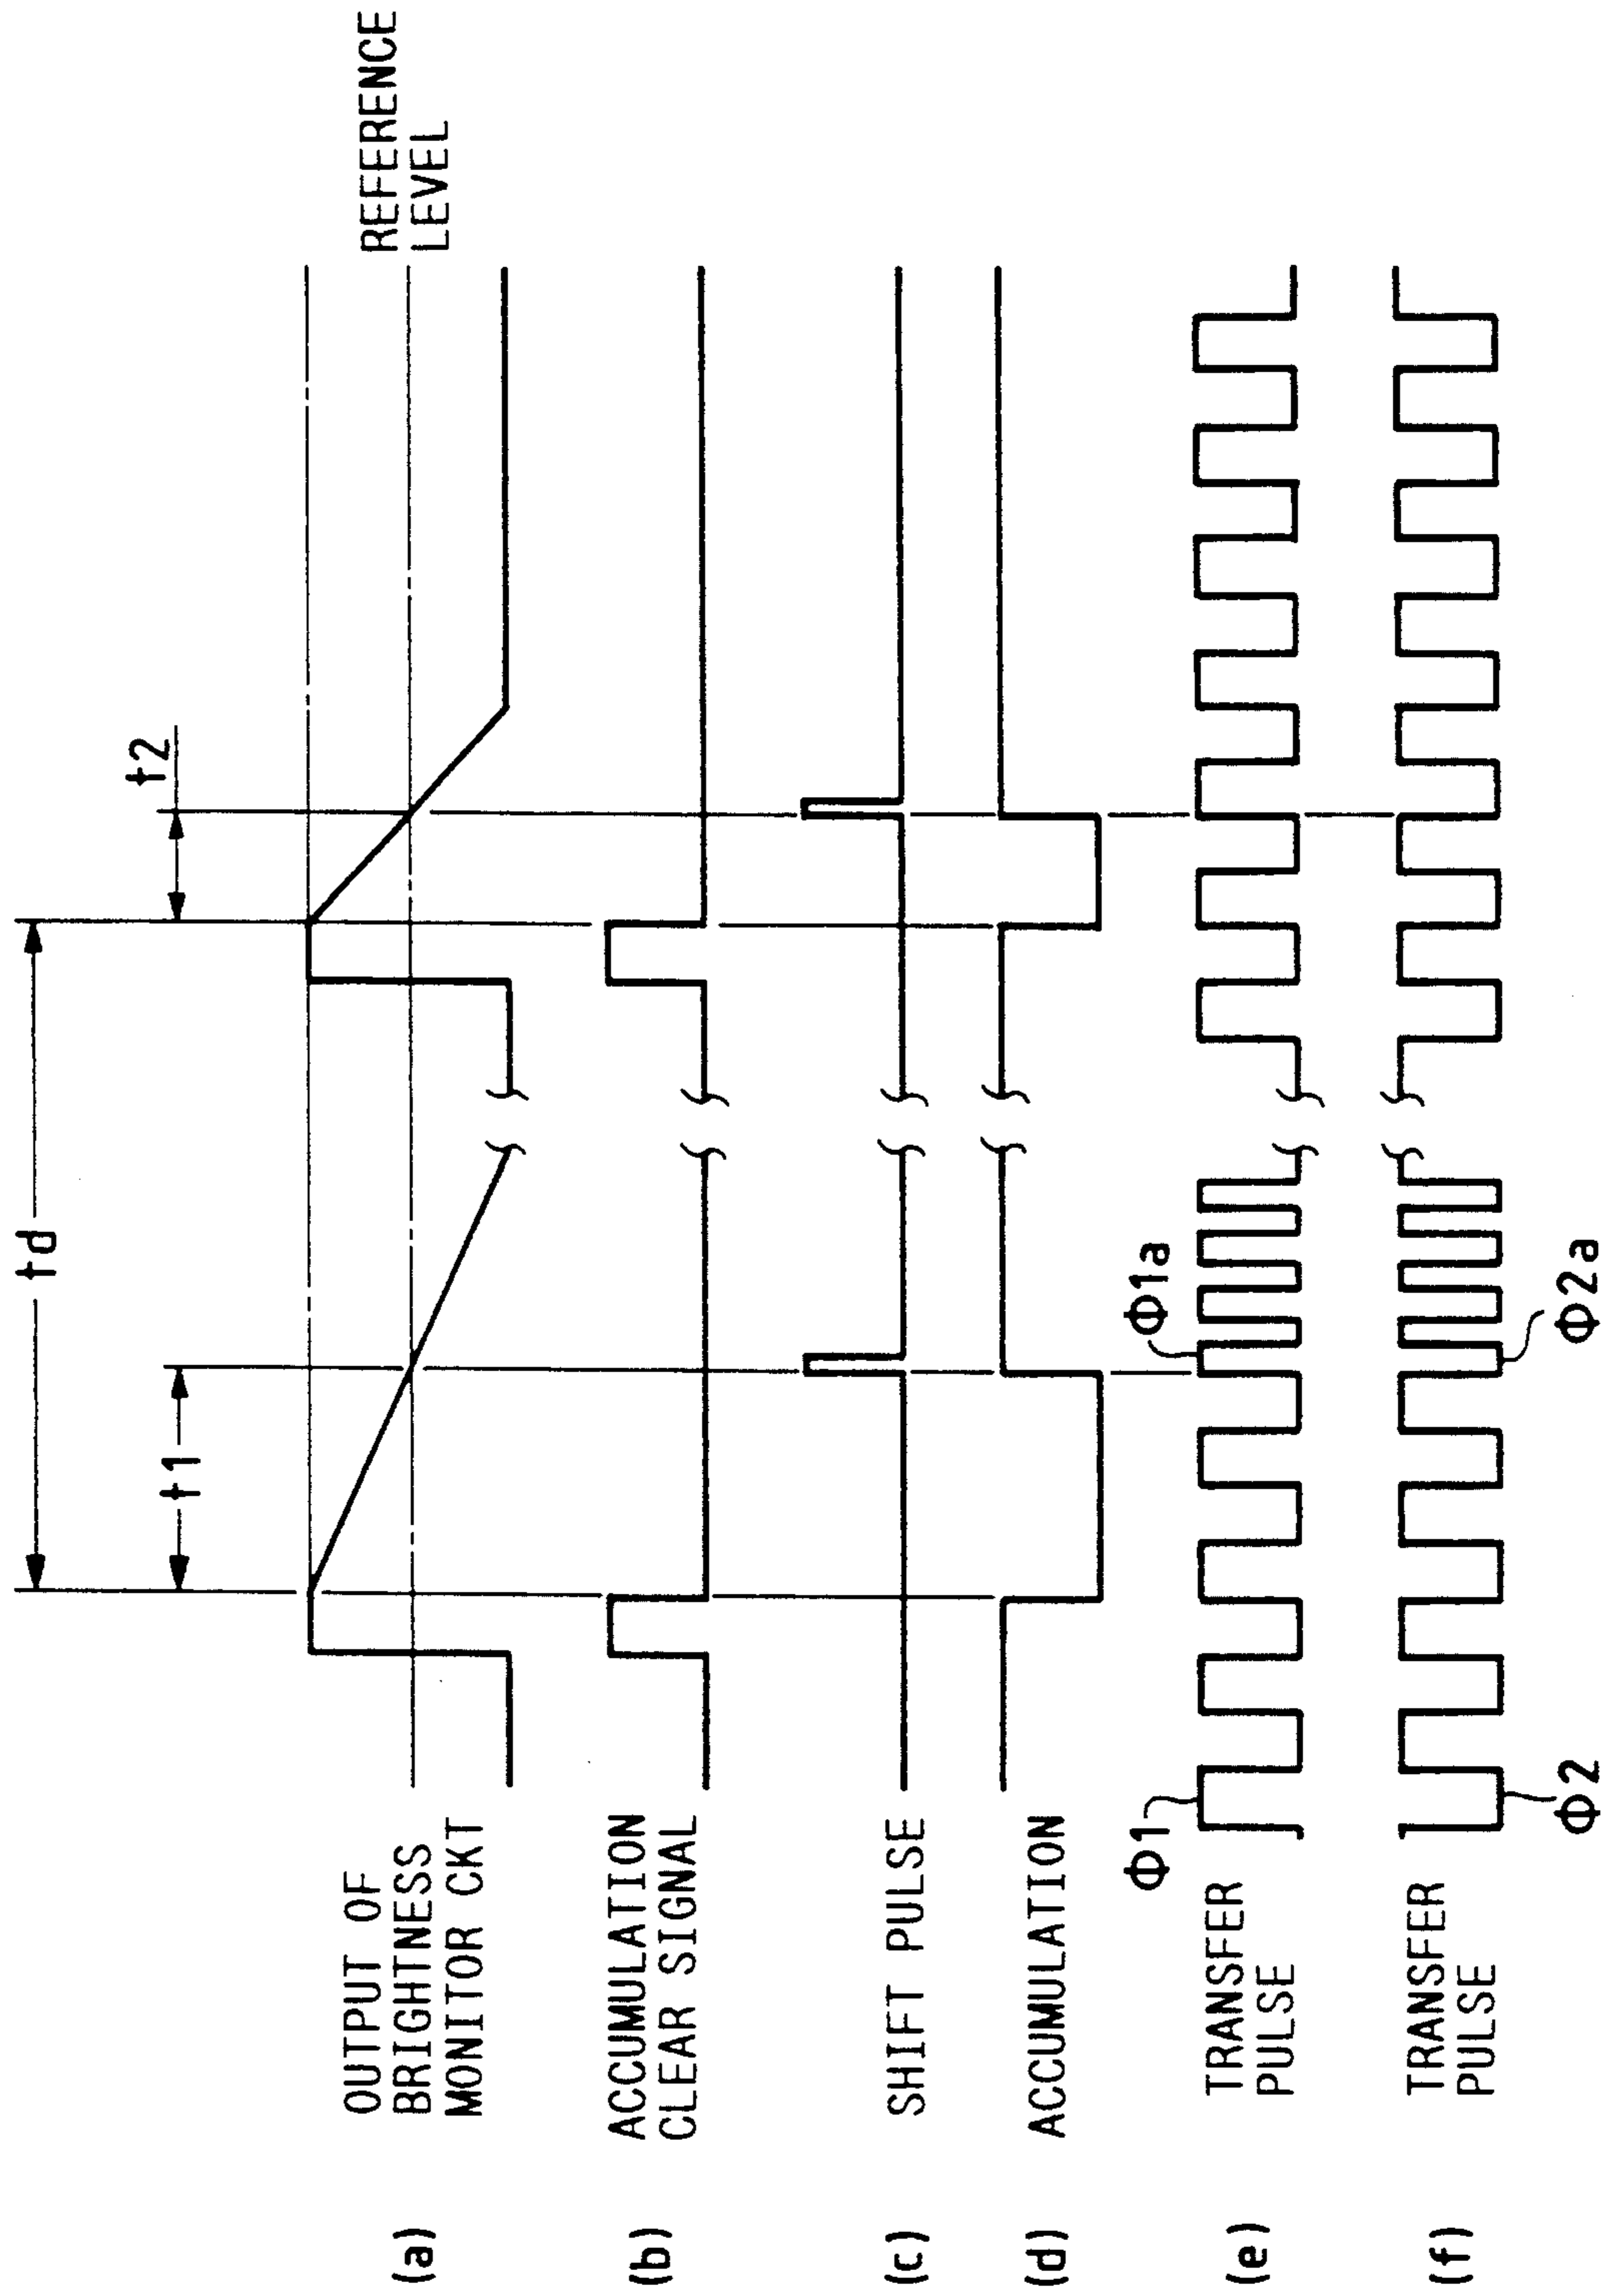 td
t1
t2
REFERENCE
LEVEL
(a)
OUTPUT OF
BRIGHTNESS
MONITOR CKT
(b)
ACCUMULATION
CLEAR SIGNAL
(c)
SHIFT PULSE
(d)
ACCUMULATION
Φ1
Φ1a
(e)
TRANSFER
PULSE
(f)
TRANSFER
PULSE
Φ2
Φ2a